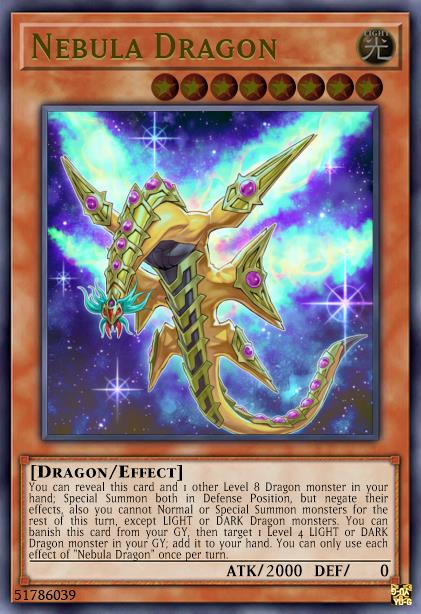 NEBULA DRAGON
LIGHT
光
[DRAGON/EFFECT]
You can reveal this card and 1 other Level 8 Dragon monster in your
hand; Special Summon both in Defense Position, but negate their
effects, also you cannot Normal or Special Summon monsters for the
rest of this turn, except LIGHT or DARK Dragon monsters. You can
banish this card from your GY, then target 1 Level 4 LIGHT or DARK
Dragon monster in your GY; add it to your hand. You can only use each
effect of "Nebula Dragon" once per turn.
ATK/2000 DEF/ 0
51786039